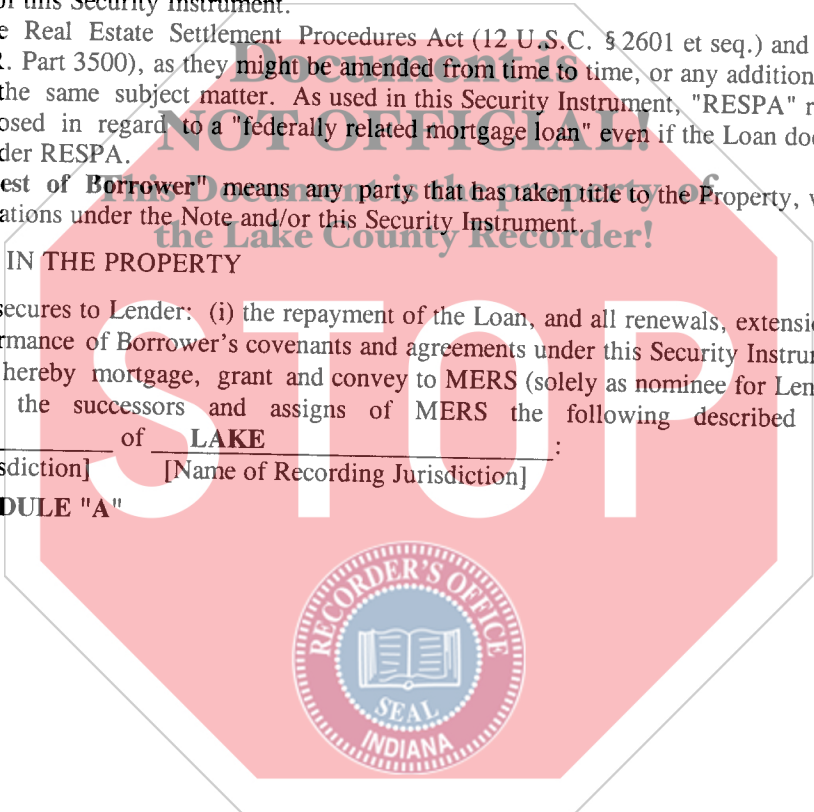 of this Security Instrument.
e Real Estate Settlement Procedures Act (12 U.S.C. § 2601 et seq.) and
. Part 3500), as they might be amended from time to time, or any addition
the same subject matter. As used in this Security Instrument, "RESPA" r
osed in regard to a "federally related mortgage loan" even if the Loan doe
der RESPA.
est of Borrower" means any party that has taken title to the Property, v
ations under the Note and/or this Security Instrument.
Document is
NOT OFFICIAL!
This Document is the property of
the Lake County Recorder!
IN THE PROPERTY
secures to Lender: (i) the repayment of the Loan, and all renewals, extensi
rmance of Borrower's covenants and agreements under this Security Instru
hereby mortgage, grant and convey to MERS (solely as nominee for Len
the successors and assigns of MERS the following described
of LAKE :
sdiction] [Name of Recording Jurisdiction]
DULE "A"
STOP
RECORDER'S OFFICE
SEAL
INDIANA